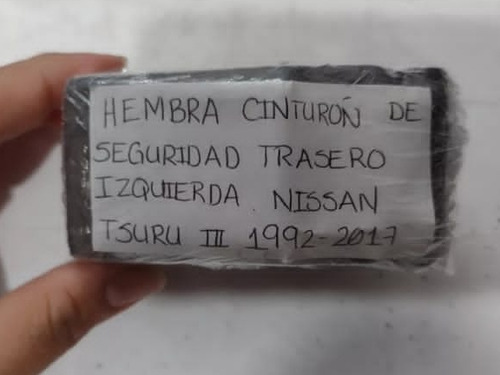 HEMBRA CINTURÓN DE
SEGURIDAD TRASERO
IZQUIERDA NISSAN
TSURU III 1992-2017